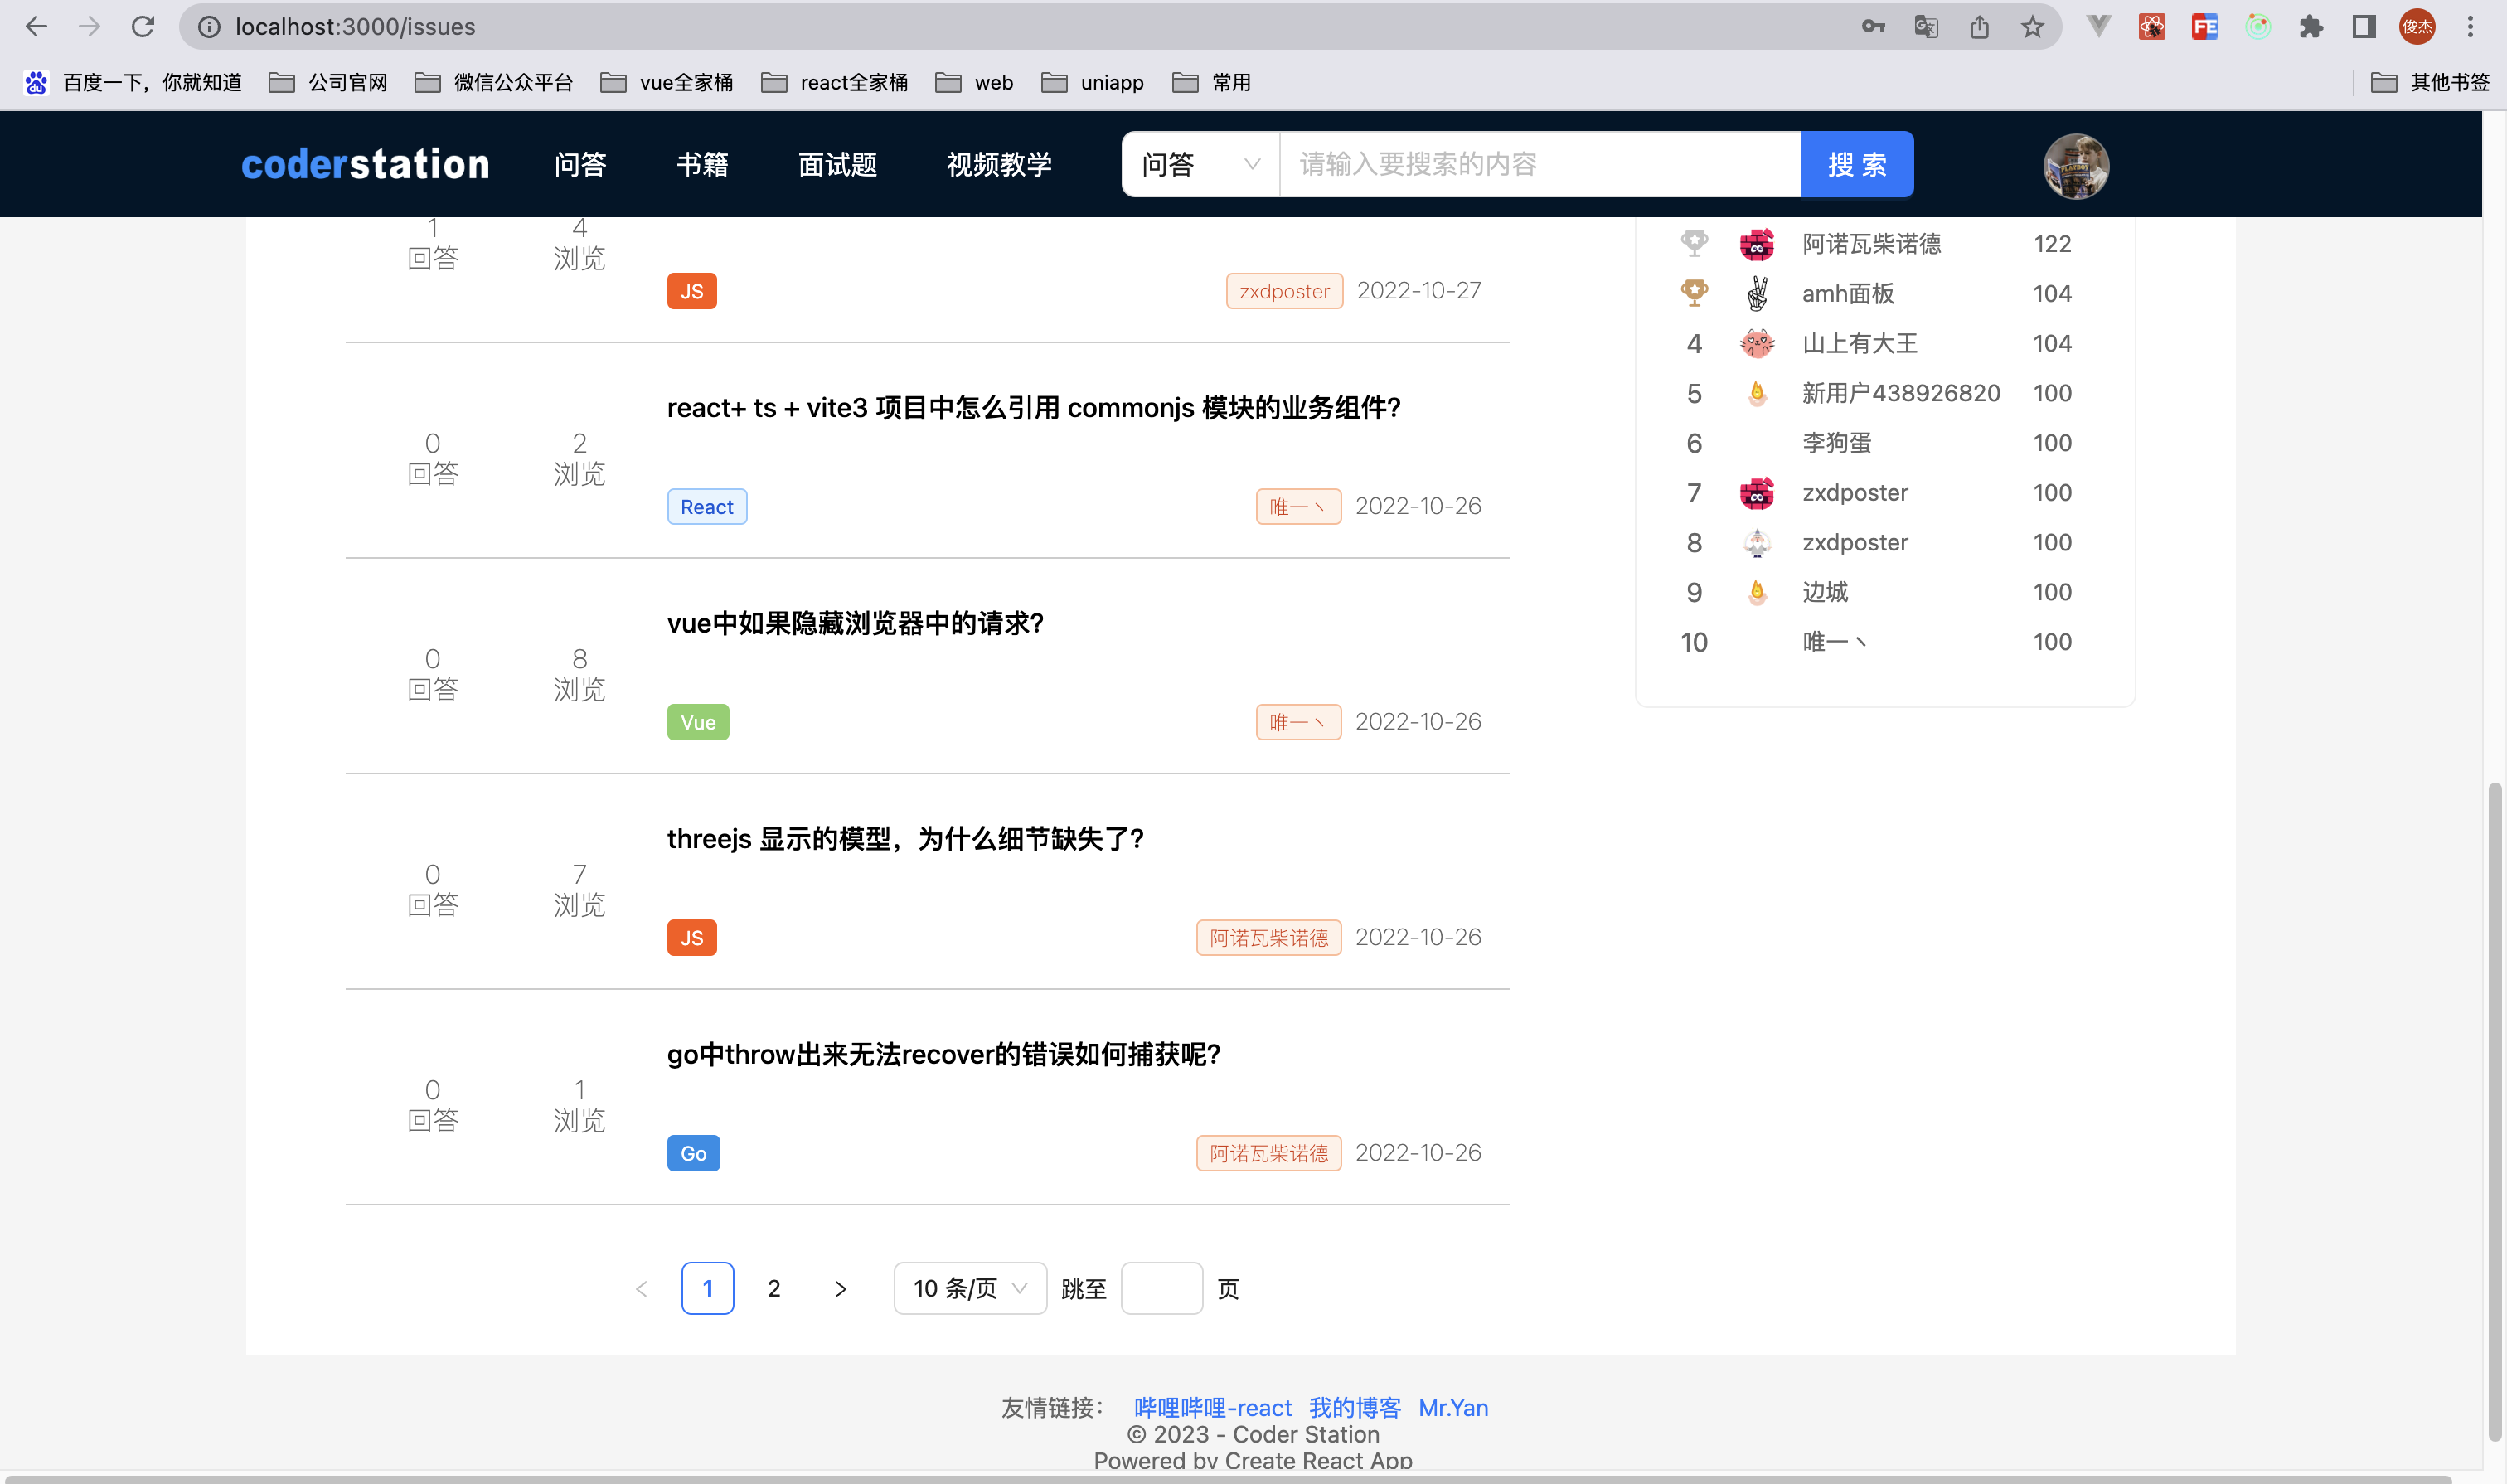 localhost:3000/issues
俊杰
百度一下，你就知道 公司官网 微信公众平台 vue全家桶 react全家桶 web uniapp 常用 其他书签
coderstation 问答 书籍 面试题 视频教学 问答 请输入要搜索的内容 搜 索
1 4
回答 浏览
JS zxdposter 2022-10-27
react+ ts + vite3 项目中怎么引用 commonjs 模块的业务组件?
0 2
回答 浏览
React 唯一丶 2022-10-26
vue中如果隐藏浏览器中的请求?
0 8
回答 浏览
Vue 唯一丶 2022-10-26
threejs 显示的模型，为什么细节缺失了?
0 7
回答 浏览
JS 阿诺瓦柴诺德 2022-10-26
go中throw出来无法recover的错误如何捕获呢?
0 1
回答 浏览
Go 阿诺瓦柴诺德 2022-10-26
1 2 10 条/页 跳至 页
阿诺瓦柴诺德 122
amh面板 104
4 山上有大王 104
5 新用户438926820 100
6 李狗蛋 100
7 zxdposter 100
8 zxdposter 100
9 边城 100
10 唯一丶 100
友情链接： 哔哩哔哩-react 我的博客 Mr.Yan
© 2023 - Coder Station
Powered by Create React App